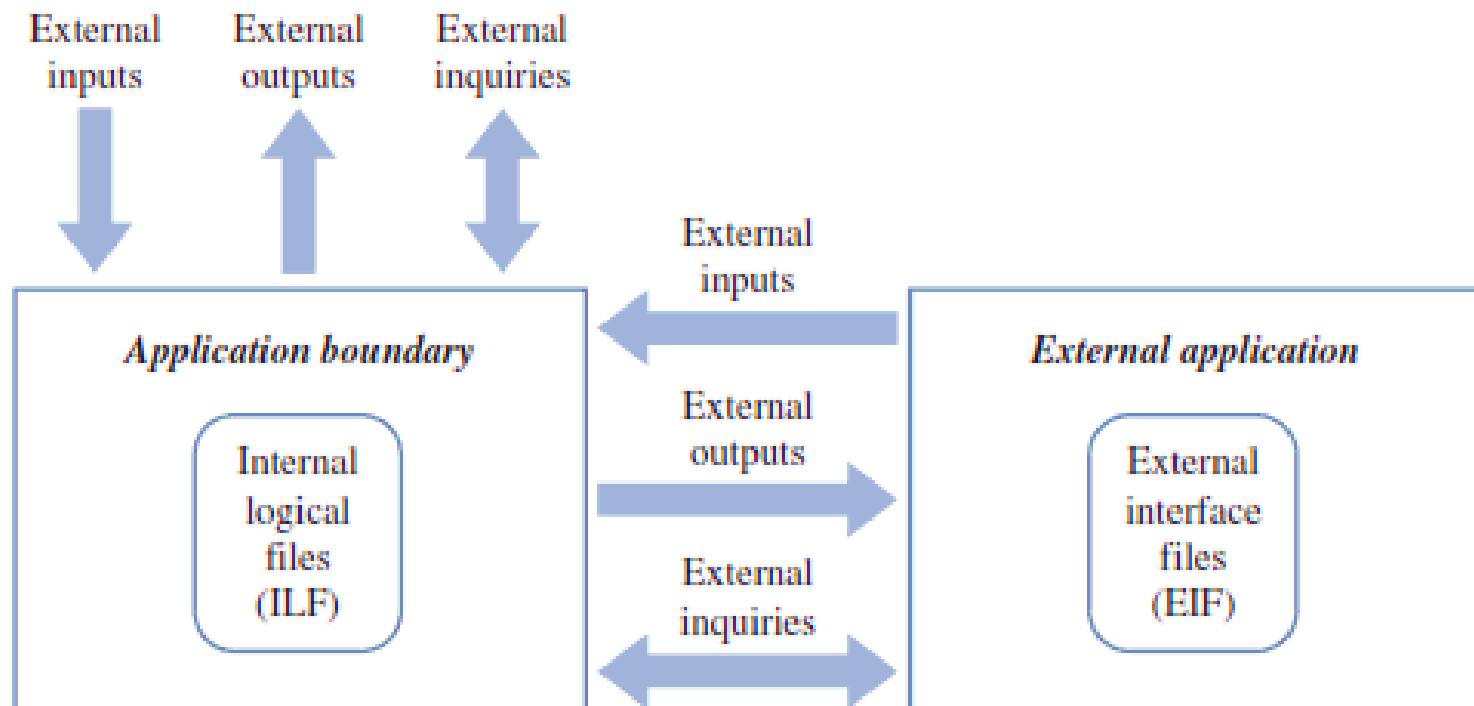 External
inputs
External
outputs
External
inquiries
External
inputs
Application boundary
External application
External
outputs
Internal
logical
files
(ILF)
External
interface
files
(EIF)
External
inquiries